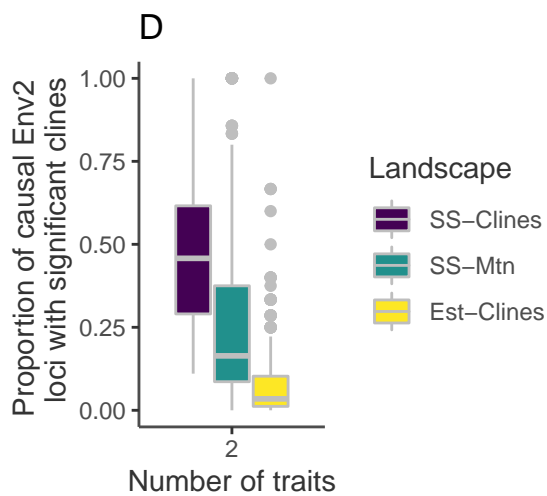 D
Proportion of causal Env2
loci with significant clines
1.00
0.75
0.50
0.25
0.00
2
Number of traits
Landscape
SS−Clines
SS−Mtn
Est−Clines